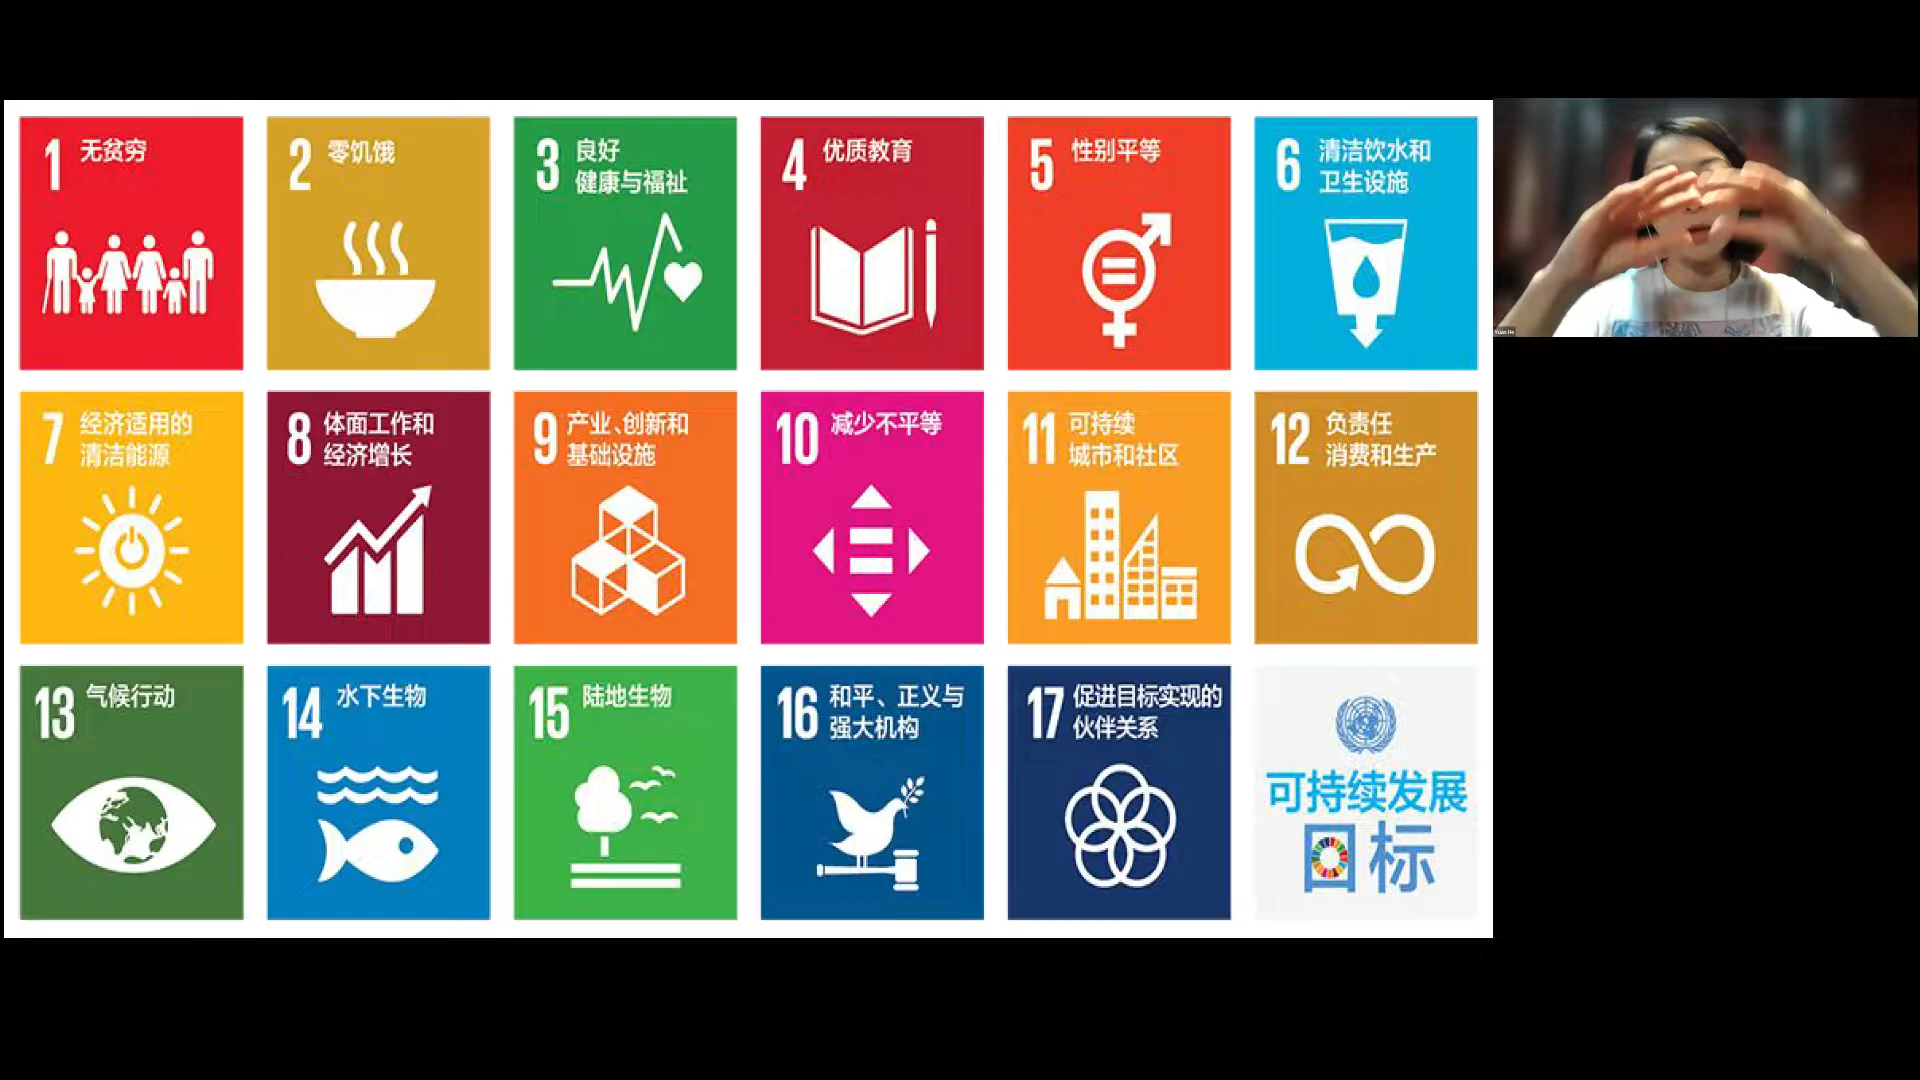 1 无贫穷
2 零饥饿
3 良好
健康与福祉
4 优质教育
5 性别平等
6 清洁饮水和
卫生设施
7 经济适用的
清洁能源
8 体面工作和
经济增长
9 产业、创新和
基础设施
10 减少不平等
11 可持续
城市和社区
12 负责任
消费和生产
13 气候行动
14 水下生物
15 陆地生物
16 和平、正义与
强大机构
17 促进目标实现的
伙伴关系
可持续发展
目标
Yuan He